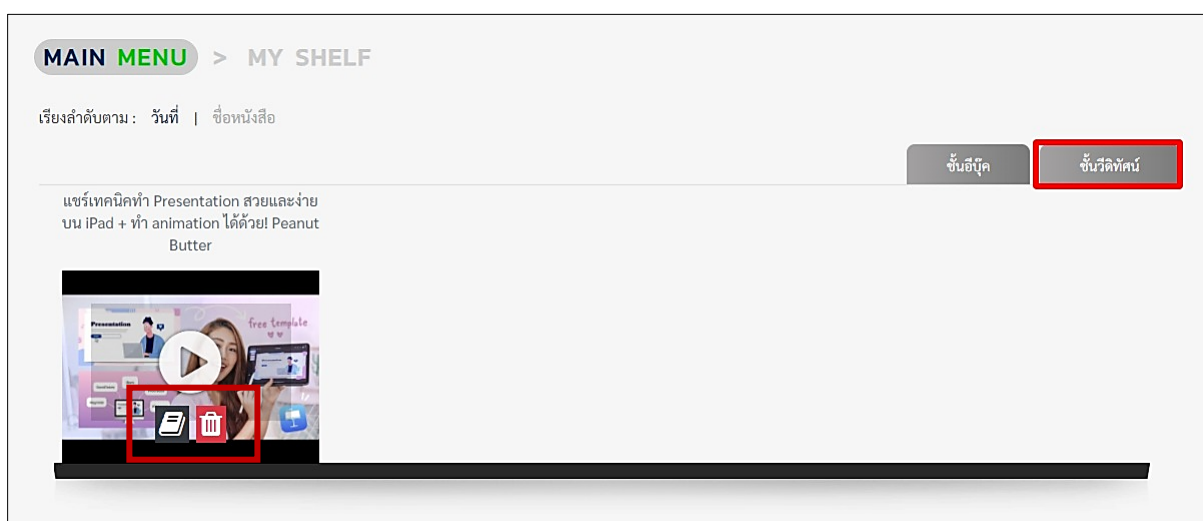 MAIN MENU > MY SHELF
เรียงลำดับตาม : วันที่ | ชื่อหนังสือ
ชั้นอีบุ๊ค ชั้นวีดิทัศน์
แชร์เทคนิคทำ Presentation สวยและง่าย
บน iPad + ทำ animation ได้ด้วย! Peanut
Butter
Presentation
free template